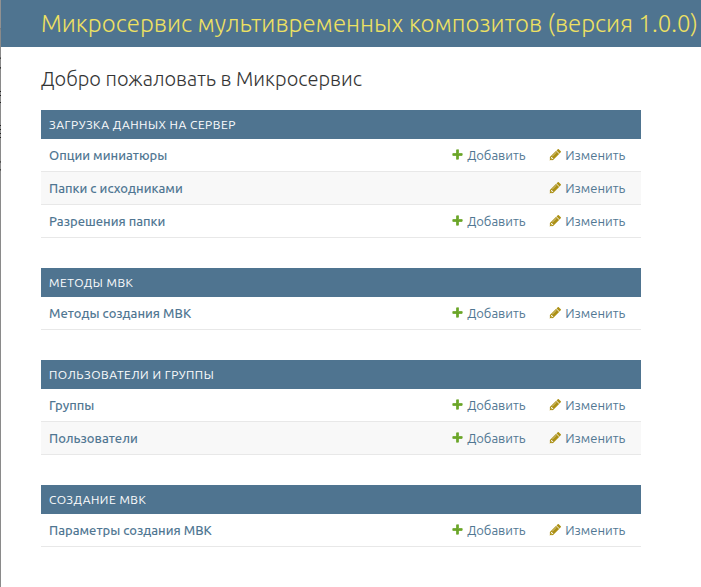 Микросервис мультивременных композитов (версия 1.0.0)
Добро пожаловать в Микросервис
ЗАГРУЗКА ДАННЫХ НА СЕРВЕР
Опции миниатюры Добавить Изменить
Папки с исходниками Изменить
Разрешения папки Добавить Изменить
МЕТОДЫ МВК
Методы создания МВК Добавить Изменить
ПОЛЬЗОВАТЕЛИ И ГРУППЫ
Группы Добавить Изменить
Пользователи Добавить Изменить
СОЗДАНИЕ МВК
Параметры создания МВК Добавить Изменить